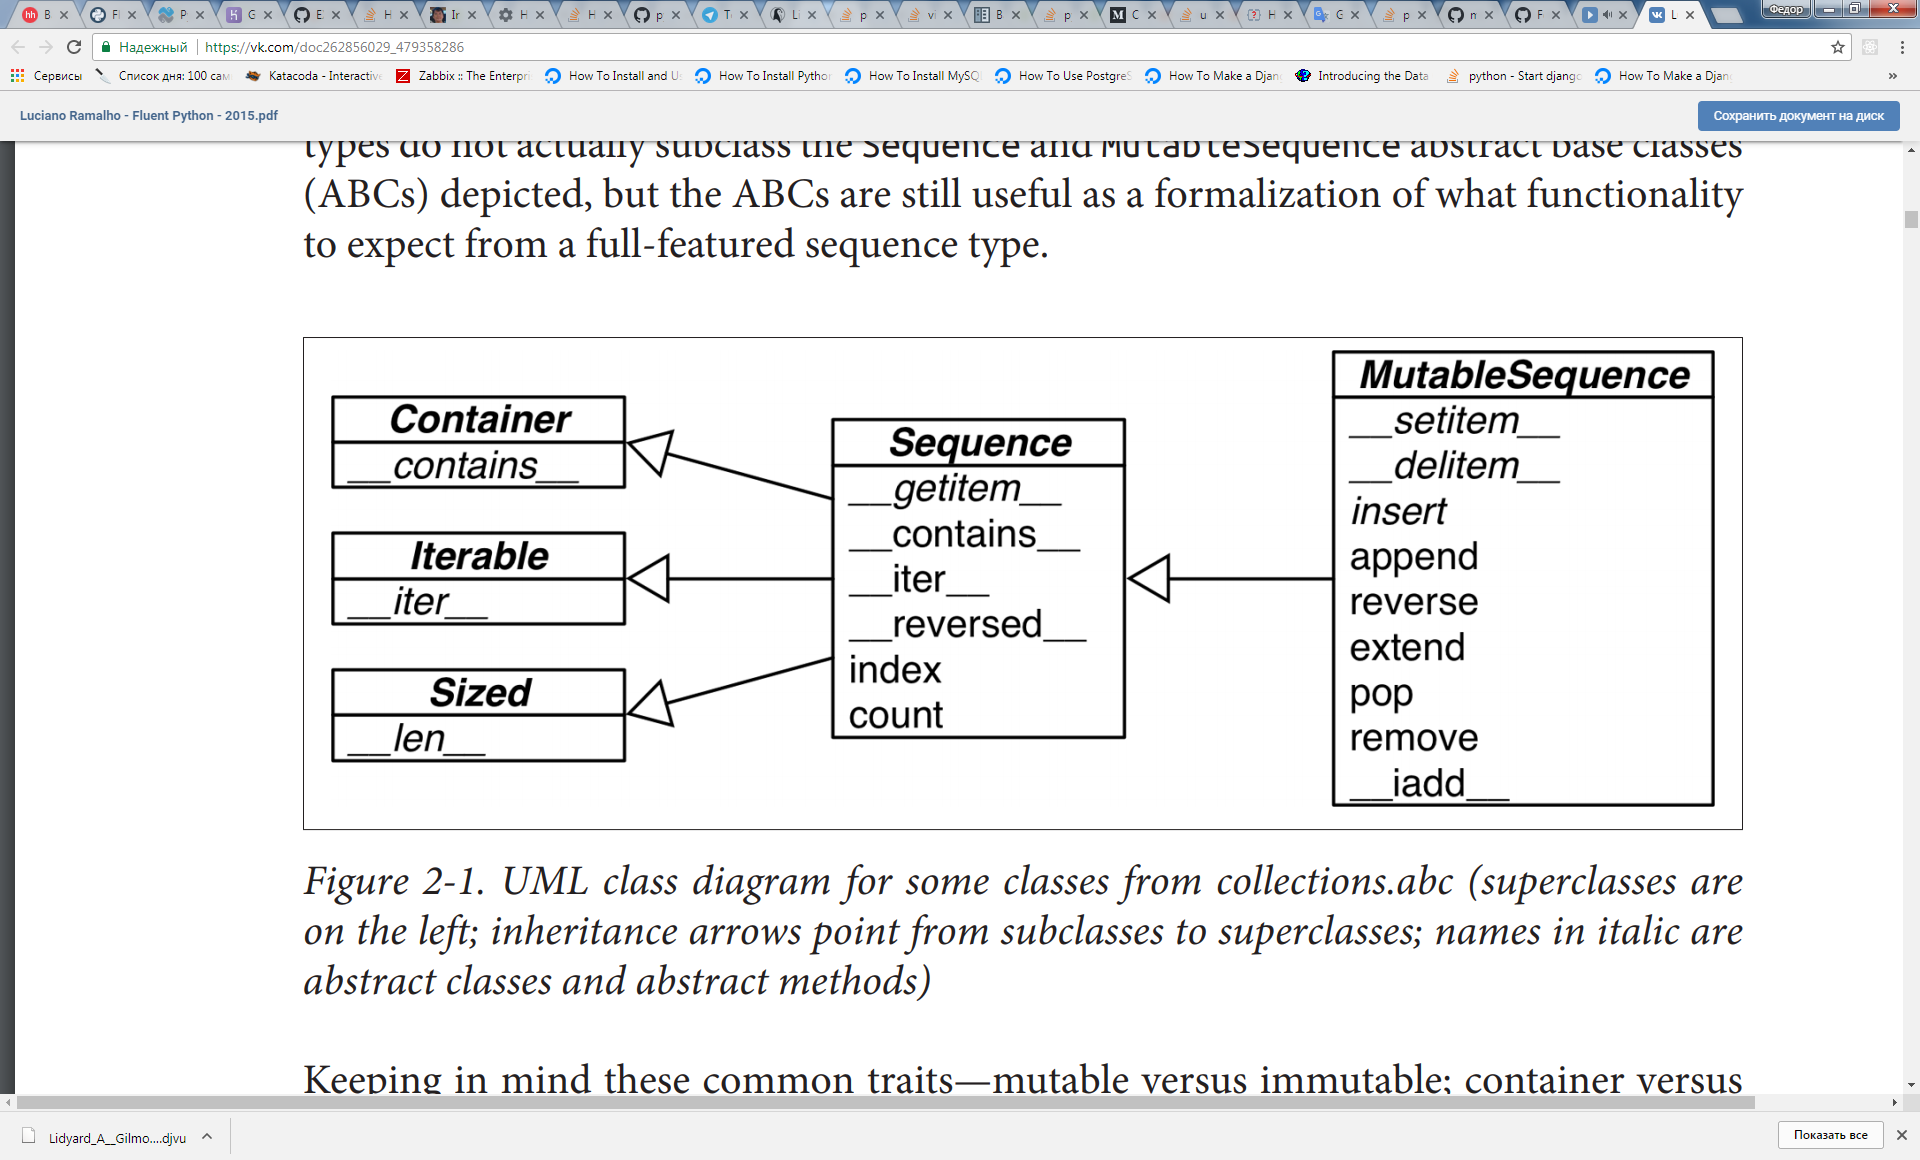 Федор
Надежный https://vk.com/doc262856029_479358286
Сервисы Список дня: 100 сам Katacoda - Interactive Zabbix :: The Enterpri How To Install and Us How To Install Python How To Install MySQL How To Use PostgreS How To Make a Djan Introducing the Data python - Start django How To Make a Djan »
Luciano Ramalho - Fluent Python - 2015.pdf
Сохранить документ на диск
types do not actually subclass the Sequence and MutableSequence abstract base classes
(ABCs) depicted, but the ABCs are still useful as a formalization of what functionality
to expect from a full-featured sequence type.
Container
__contains__
Iterable
__iter__
Sized
__len__
Sequence
__getitem__
__contains__
__iter__
__reversed__
index
count
MutableSequence
__setitem__
__delitem__
insert
append
reverse
extend
pop
remove
__iadd__
Figure 2-1. UML class diagram for some classes from collections.abc (superclasses are
on the left; inheritance arrows point from subclasses to superclasses; names in italic are
abstract classes and abstract methods)
Keeping in mind these common traits—mutable versus immutable; container versus
Lidyard_A__Gilmo....djvu
Показать все